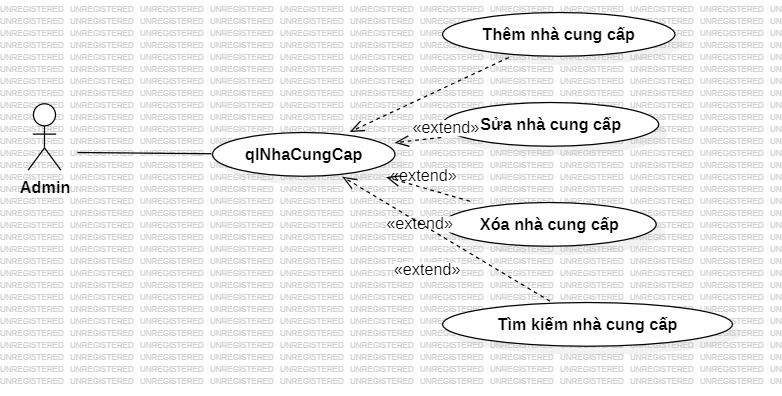 Thêm nhà cung cấp
«extend»
Sửa nhà cung cấp
qlNhaCungCap
«extend»
Admin
«extend»
Xóa nhà cung cấp
«extend»
Tìm kiếm nhà cung cấp
UNREGISTERED